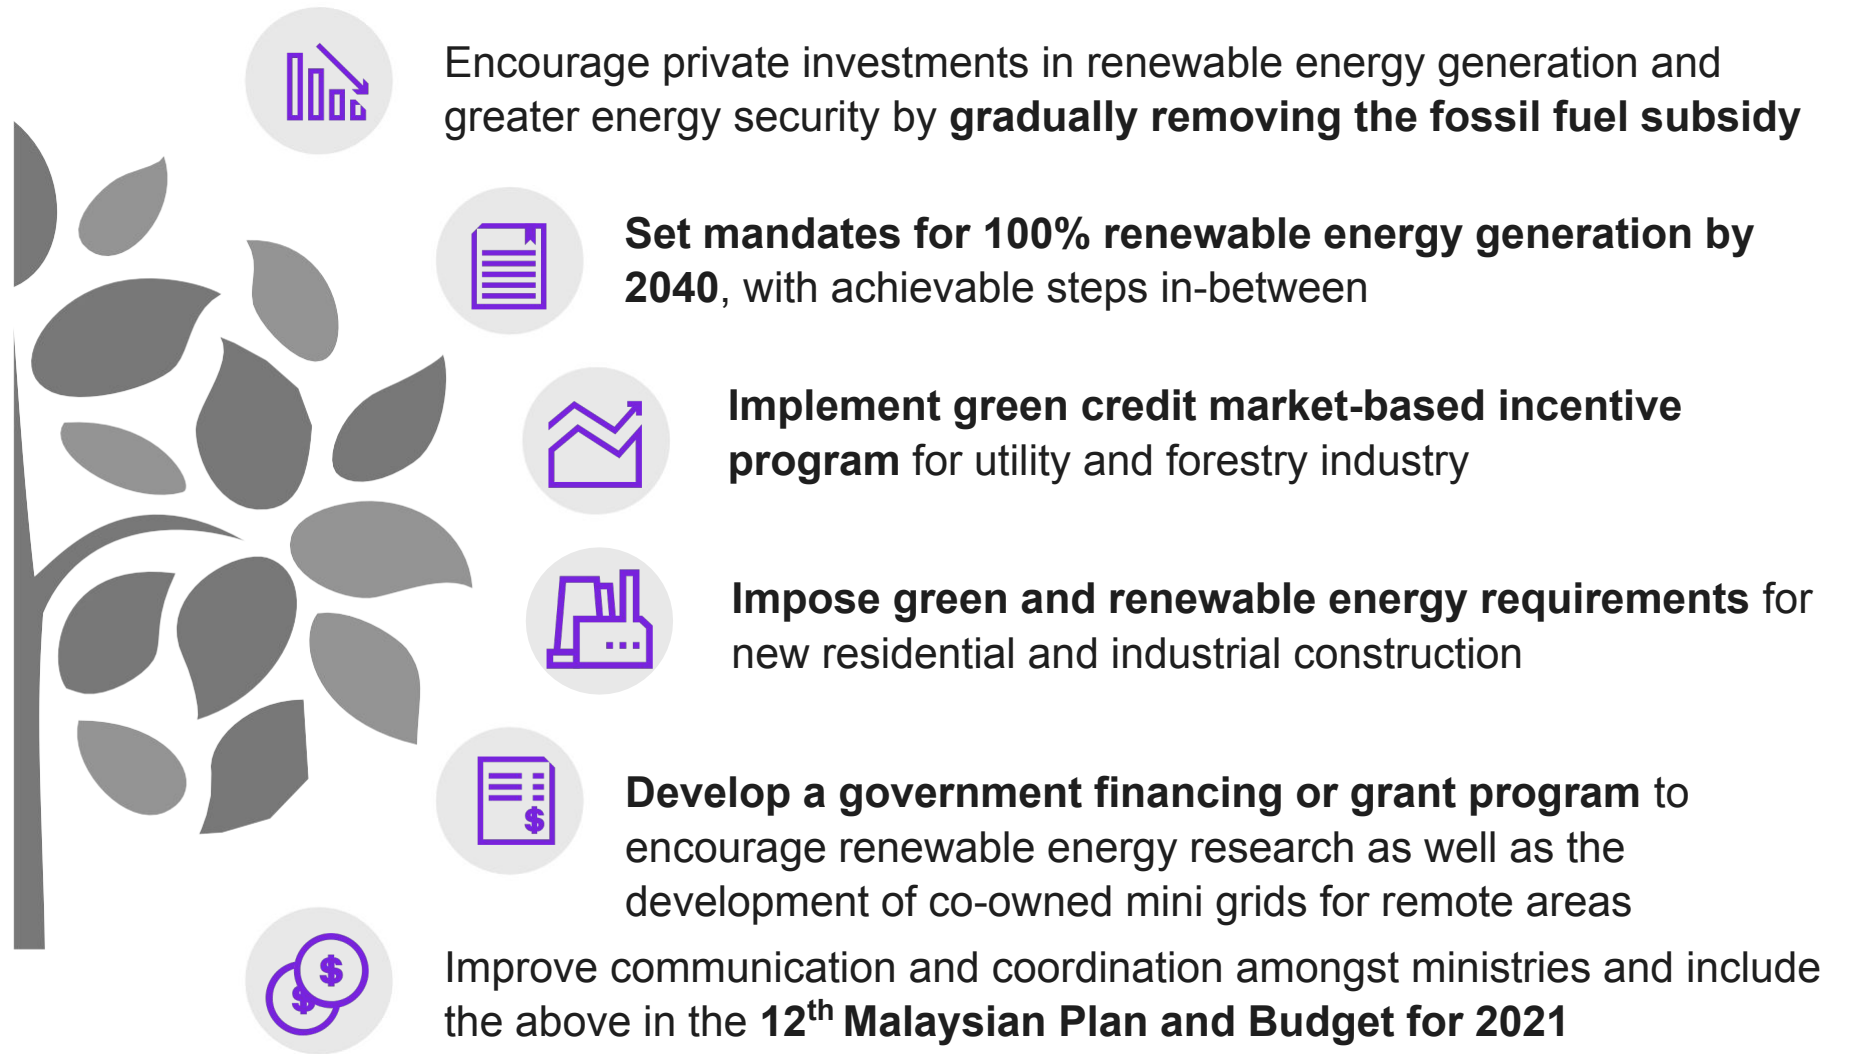 Encourage private investments in renewable energy generation and
greater energy security by gradually removing the fossil fuel subsidy
Set mandates for 100% renewable energy generation by
2040, with achievable steps in-between
Implement green credit market-based incentive
program for utility and forestry industry
Impose green and renewable energy requirements for
new residential and industrial construction
$
Develop a government financing or grant program to
encourage renewable energy research as well as the
development of co-owned mini grids for remote areas
$ $
Improve communication and coordination amongst ministries and include
the above in the 12th Malaysian Plan and Budget for 2021